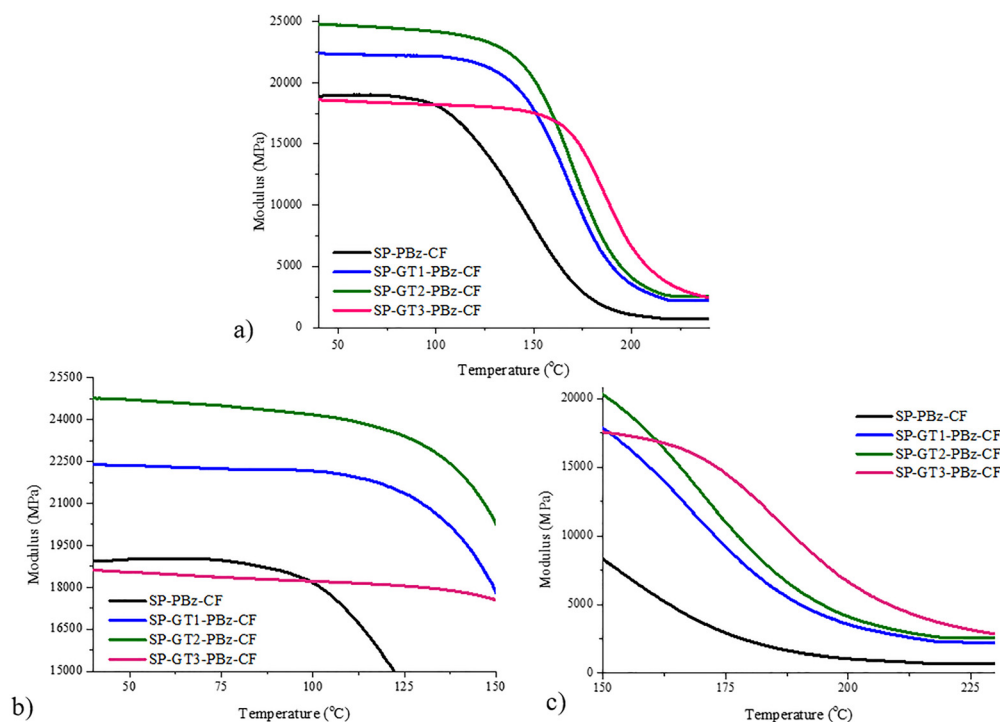 25000
20000
15000
10000
5000
0
Modulus (MPa)
SP-PBz-CF
SP-GT1-PBz-CF
SP-GT2-PBz-CF
SP-GT3-PBz-CF
50 100 150 200
Temperature (°C)
a)
25500
24000
22500
21000
19500
18000
16500
15000
Modulus (MPa)
SP-PBz-CF
SP-GT1-PBz-CF
SP-GT2-PBz-CF
SP-GT3-PBz-CF
50 75 100 125 150
Temperature (°C)
b)
20000
15000
10000
5000
0
Modulus (MPa)
SP-PBz-CF
SP-GT1-PBz-CF
SP-GT2-PBz-CF
SP-GT3-PBz-CF
150 175 200 225
Temperature (°C)
c)